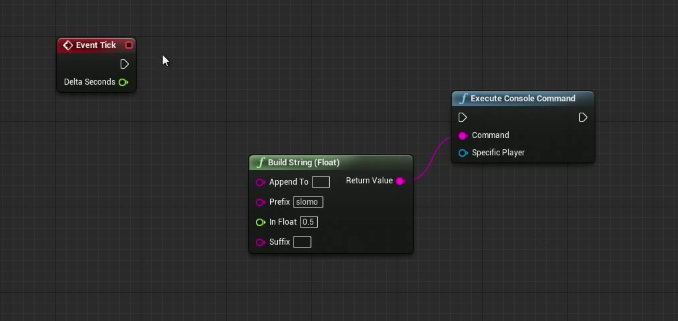 Event Tick
Delta Seconds
Execute Console Command
Command
Specific Player
Build String (Float)
Append To
Return Value
Prefix slomo
In Float 0.5
Suffix